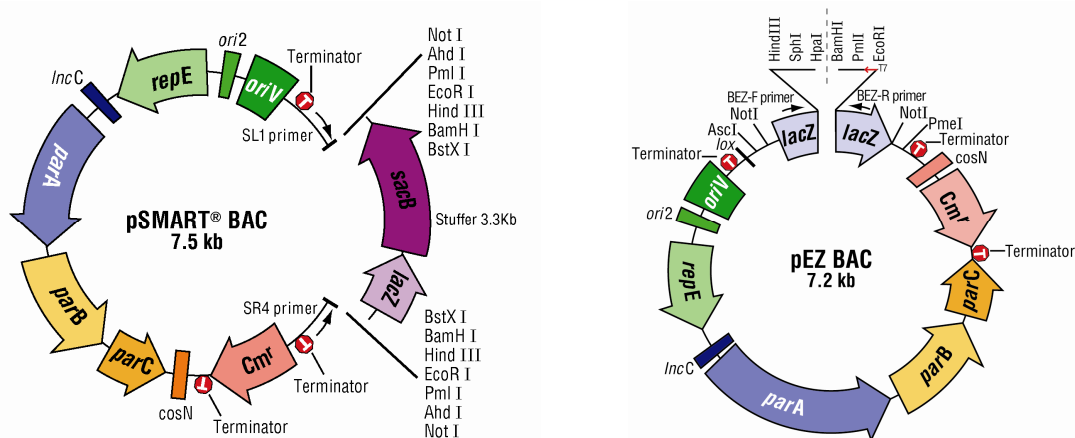 Not I
Ahd I
Pml I
EcoR I
Hind III
BamH I
BstX I
Terminator
T
ori2
oriV
repE
IncC
SL1 primer
parA
sacB
Stuffer 3.3Kb
pSMART® BAC
7.5 kb
lacZ
parB
SR4 primer
parC
Cmr
T
Terminator
T
Terminator
cosN
BstX I
BamH I
Hind III
EcoR I
Pml I
Ahd I
Not I
HindIII
SphI
HpaI
BamHI
PmlI
EcoRI
T7
BEZ-F primer
BEZ-R primer
NotI
AscI
lox
lacZ
lacZ
NotI
PmeI
Terminator
T
Terminator
T
cosN
oriV
ori2
Cmr
repE
pEZ BAC
7.2 kb
T
Terminator
parC
IncC
parB
parA